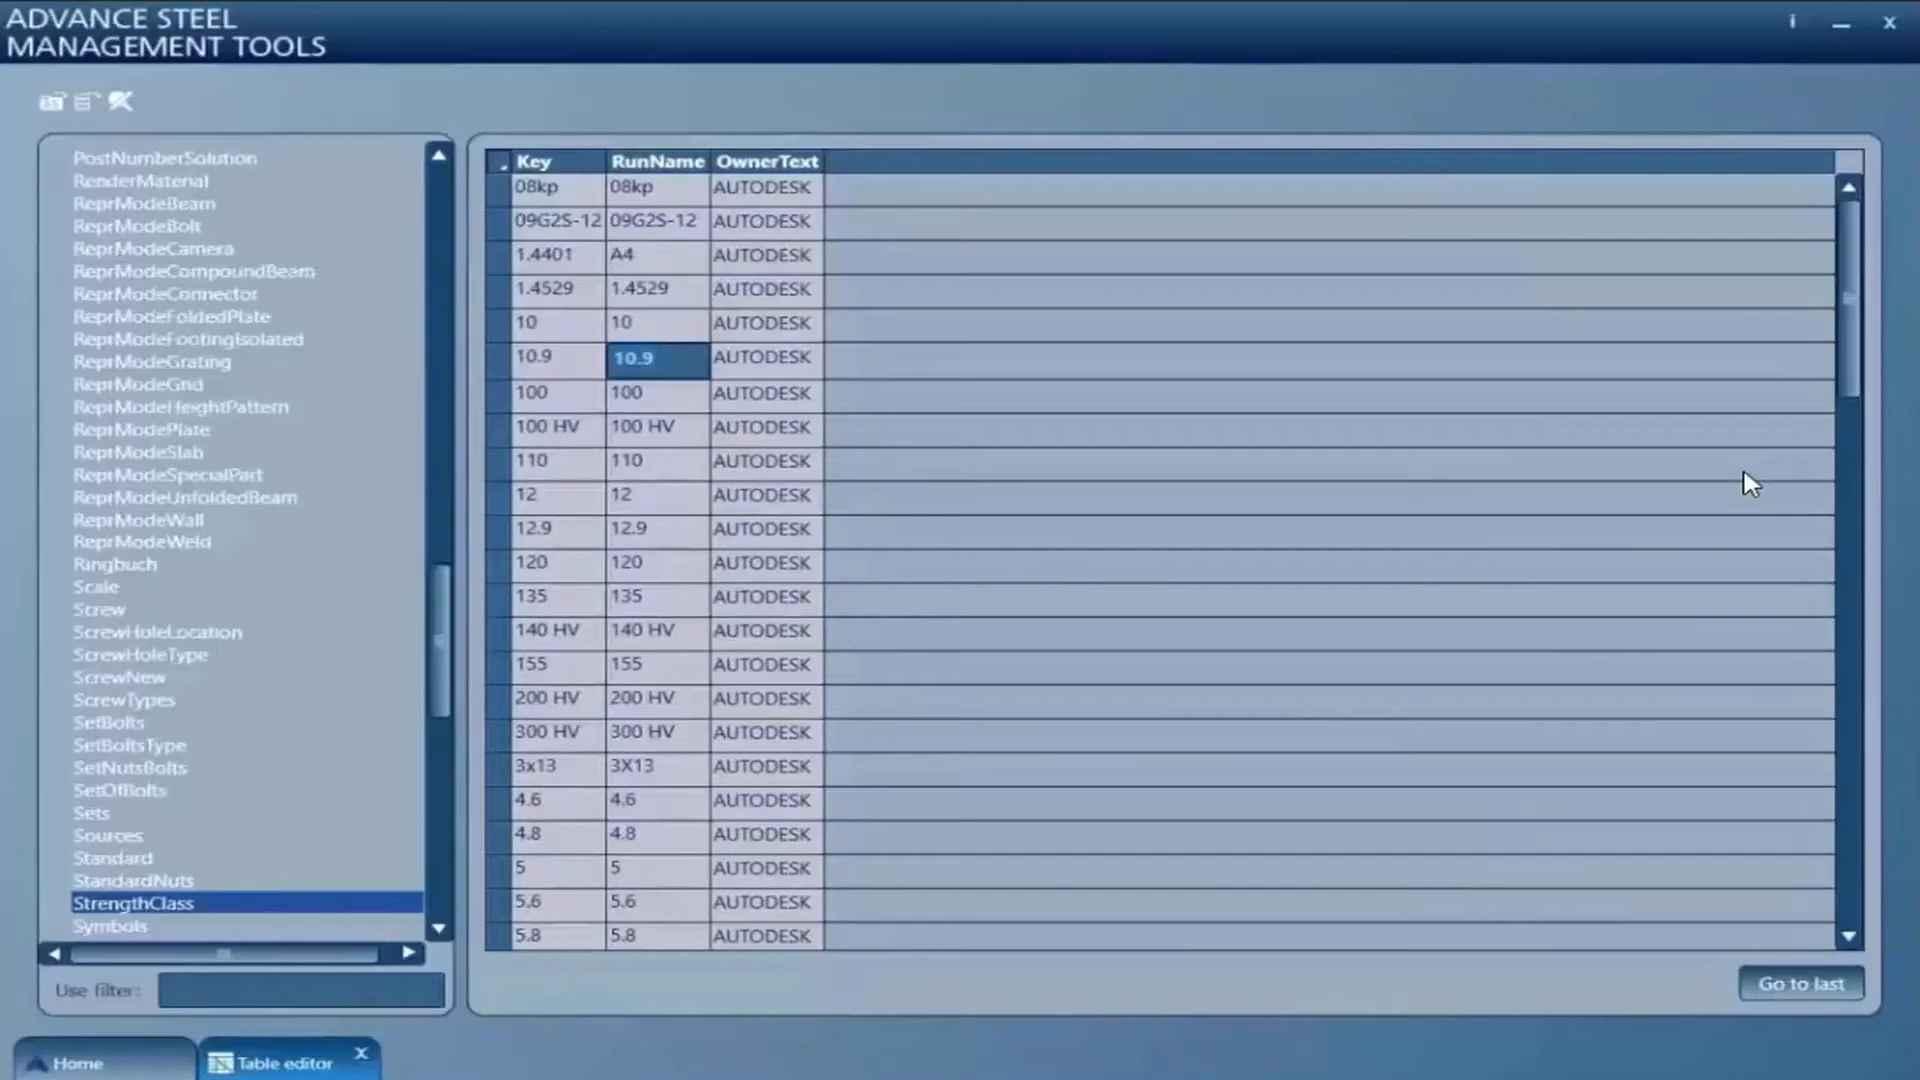 ADVANCE STEEL
MANAGEMENT TOOLS
i
X
PostNumberSolution
RenderMaterial
ReprModeBeam
ReprModeBolt
ReprModeCamera
ReprModeCompoundBeam
ReprModeConnector
ReprModeFoldedPlate
ReprModeFootingIsolated
ReprModeGrating
ReprModeGrid
ReprModeHeightPattern
ReprModePlate
ReprModeSlab
ReprModeSpecialPart
ReprModeUnfoldedBeam
ReprModeWall
ReprModeWeld
Ringbuch
Scale
Screw
ScrewHoleLocation
ScrewHoleType
ScrewNew
ScrewTypes
SetBolts
SetBoltsType
SetNutsBolts
SetOfBolts
Sets
Sources
Standard
StandardNuts
StrengthClass
Symbols
Use filter:
Key RunName OwnerText
08kp 08kp AUTODESK
09G2S-12 09G2S-12 AUTODESK
1.4401 A4 AUTODESK
1.4529 1.4529 AUTODESK
10 10 AUTODESK
10.9 10.9 AUTODESK
100 100 AUTODESK
100 HV 100 HV AUTODESK
110 110 AUTODESK
12 12 AUTODESK
12.9 12.9 AUTODESK
120 120 AUTODESK
135 135 AUTODESK
140 HV 140 HV AUTODESK
155 155 AUTODESK
200 HV 200 HV AUTODESK
300 HV 300 HV AUTODESK
3x13 3X13 AUTODESK
4.6 4.6 AUTODESK
4.8 4.8 AUTODESK
5 5 AUTODESK
5.6 5.6 AUTODESK
5.8 5.8 AUTODESK
Go to last
Home
Table editor
X